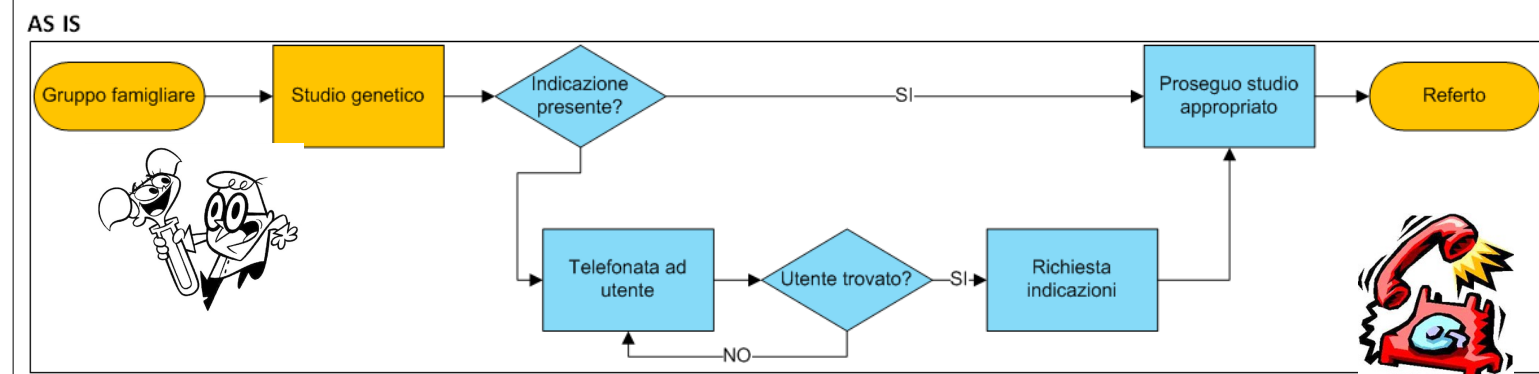 AS IS
Gruppo famigliare
Studio genetico
Indicazione
presente?
SI
Proseguo studio
appropriato
Referto
Telefonata ad
utente
Utente trovato?
SI
Richiesta
indicazioni
NO